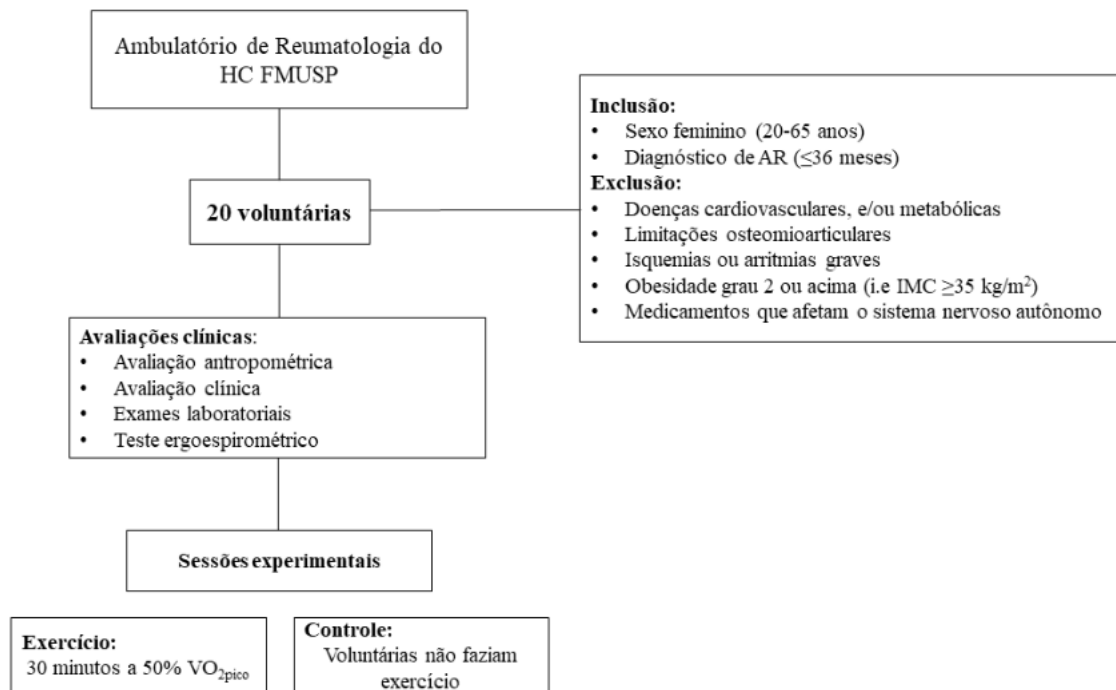 Ambulatório de Reumatologia do
HC FMUSP
Inclusão:
• Sexo feminino (20-65 anos)
• Diagnóstico de AR (≤36 meses)
Exclusão:
• Doenças cardiovasculares, e/ou metabólicas
• Limitações osteomioarticulares
• Isquemias ou arritmias graves
• Obesidade grau 2 ou acima (i.e IMC ≥35 kg/m²)
• Medicamentos que afetam o sistema nervoso autônomo
20 voluntárias
Avaliações clínicas:
• Avaliação antropométrica
• Avaliação clínica
• Exames laboratoriais
• Teste ergoespirométrico
Sessões experimentais
Exercício:
30 minutos a 50% VO₂pico
Controle:
Voluntárias não faziam
exercício